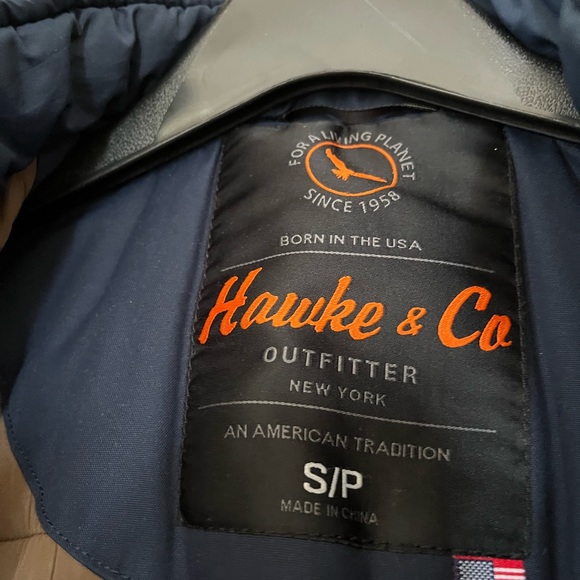 FOR A LIVING PLANET
SINCE 1958
BORN IN THE USA
Hawke & Co
OUTFITTER
NEW YORK
AN AMERICAN TRADITION
S/P
MADE IN CHINA